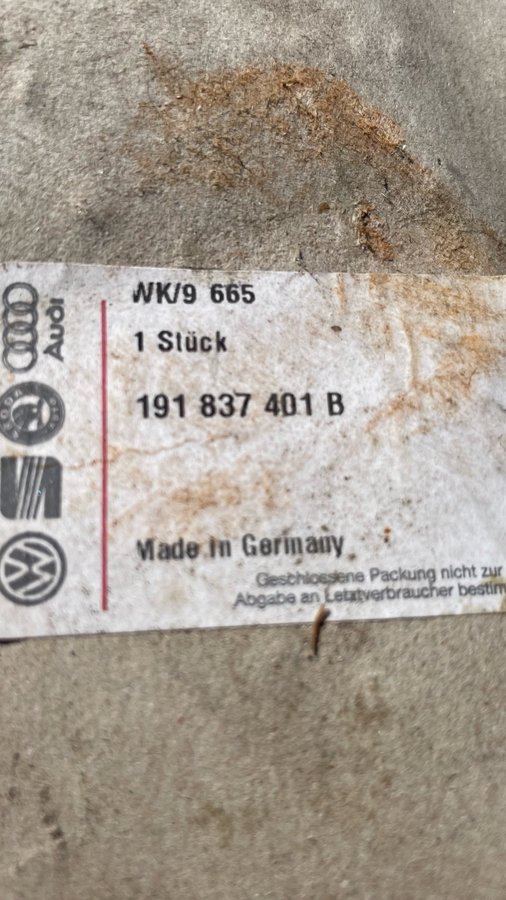 WK/9 665
1 Stück
191 837 401 B
Made in Germany
Geschlossene Packung nicht zur
Abgabe an Letztverbraucher bestim
Audi